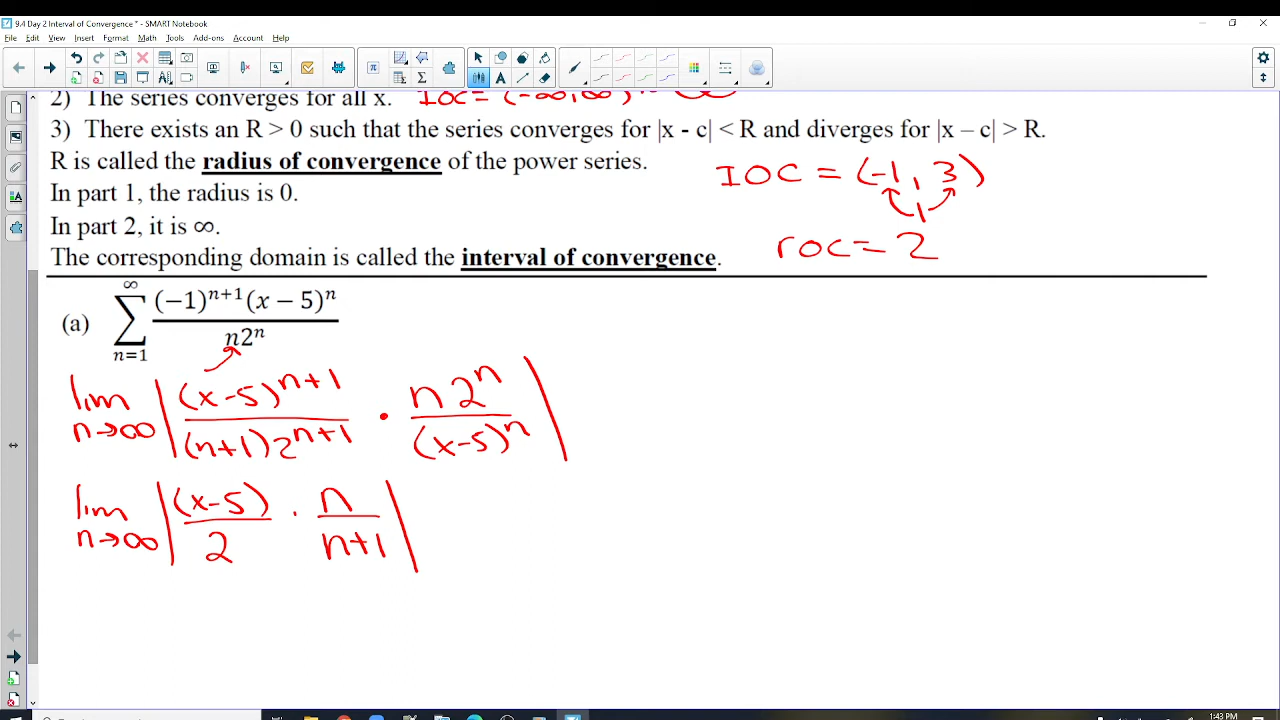 9.4 Day 2 Interval of Convergence * - SMART Notebook
File Edit View Insert Format Math Tools Add-ons Account Help
2) The series converges for all x. IOC = (-∞,∞)
3) There exists an R > 0 such that the series converges for |x - c| < R and diverges for |x – c| > R.
R is called the radius of convergence of the power series.
IOC = (-1, 3)
In part 1, the radius is 0.
1
In part 2, it is ∞.
roc = 2
The corresponding domain is called the interval of convergence.
(a) ∑_{n=1}^{∞} (−1)^{n+1}(x − 5)^n / n2^n
lim n→∞ | (x-5)^{n+1} / (n+1)2^{n+1} · n2^n / (x-5)^n |
lim n→∞ | (x-5) / 2 · n / n+1 |
1:43 PM